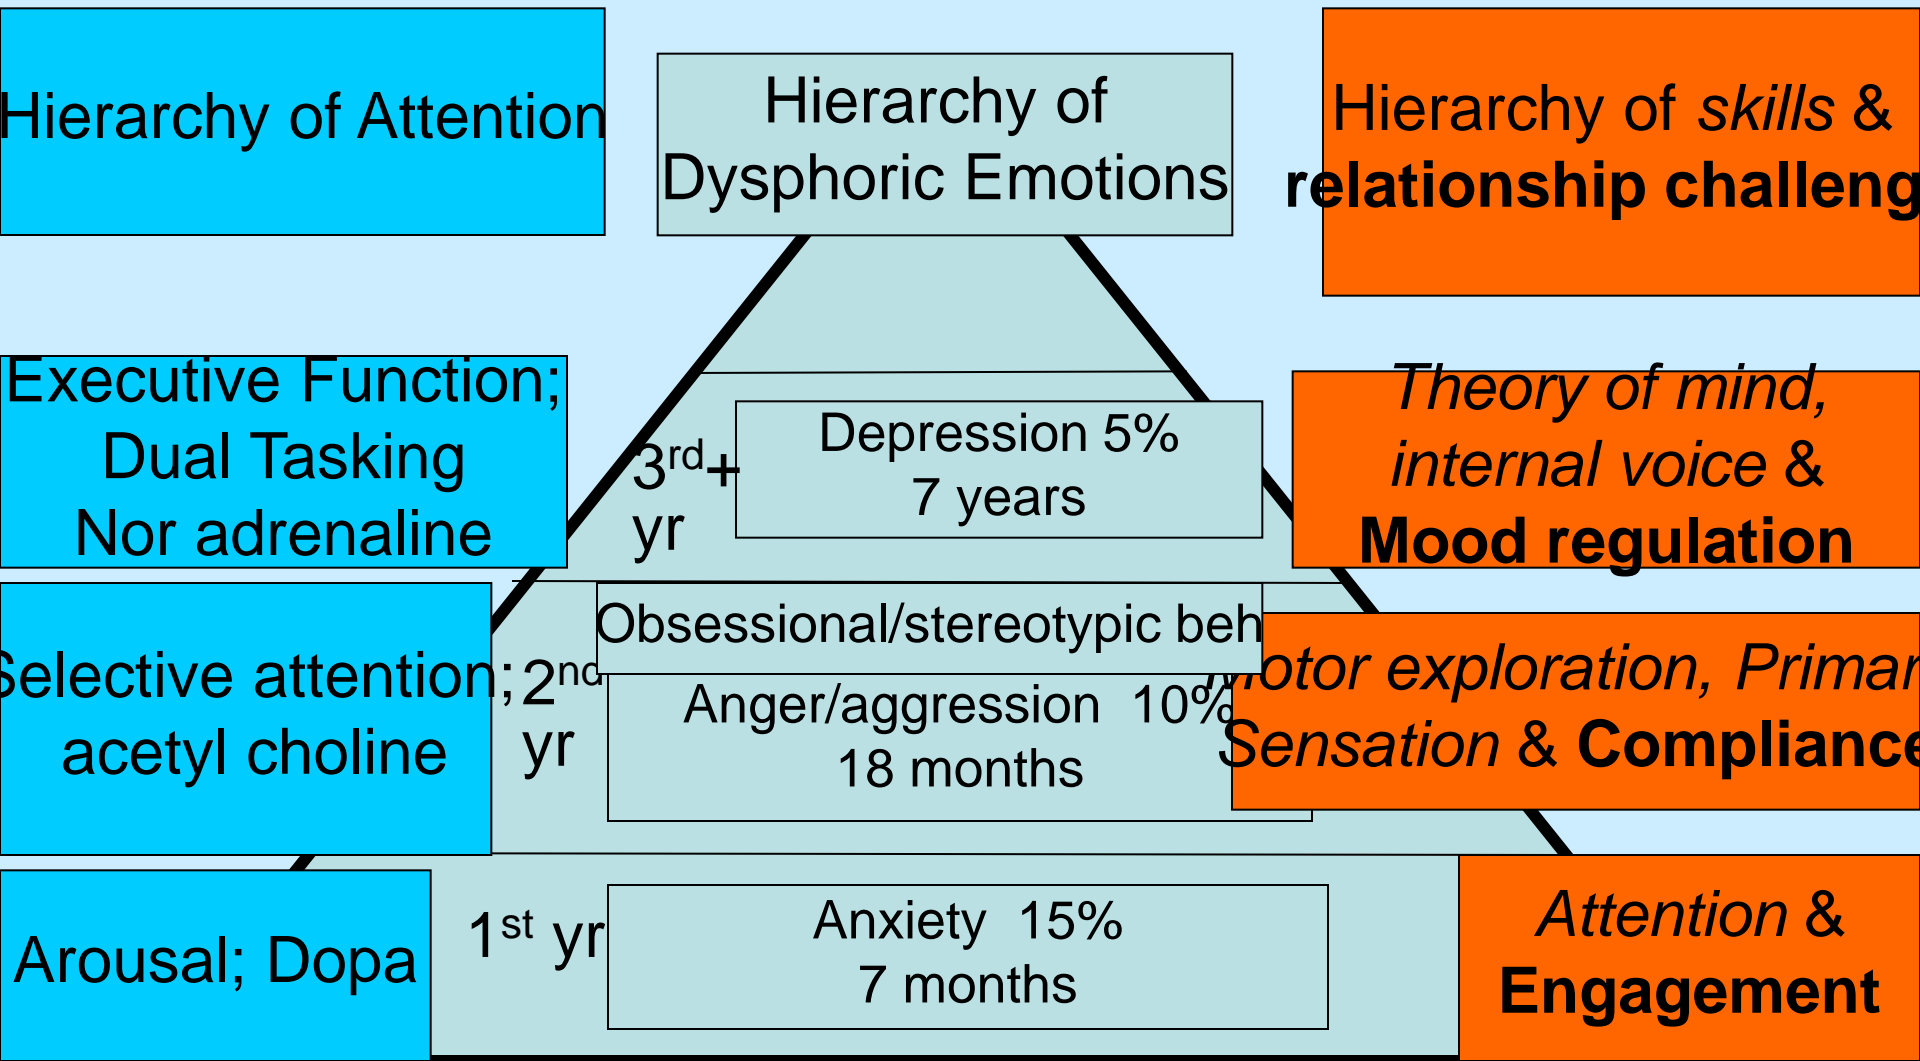 Hierarchy of Attention
Hierarchy of
Dysphoric Emotions
Hierarchy of skills &
relationship challeng
Executive Function;
Dual Tasking
Nor adrenaline
3rd+
yr
Depression 5%
7 years
Theory of mind,
internal voice &
Mood regulation
Selective attention;
acetyl choline
2nd
yr
Obsessional/stereotypic beh
Anger/aggression 10%
18 months
Motor exploration, Primar
Sensation & Compliance
Arousal; Dopa
1st yr
Anxiety 15%
7 months
Attention &
Engagement